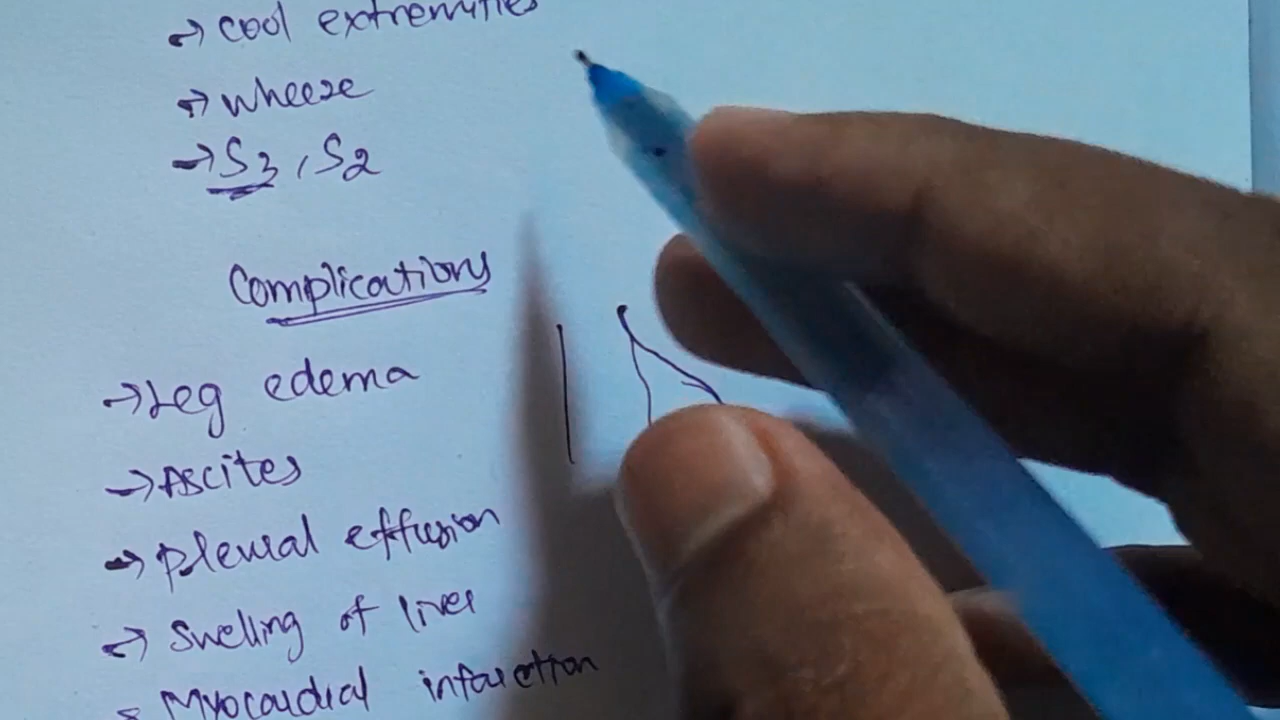 → cool extremities
→ wheeze
→ S3, S2
Complications
→ Leg edema
→ Ascites
→ pleural effusion
→ swelling of liver
Myocardial infarction